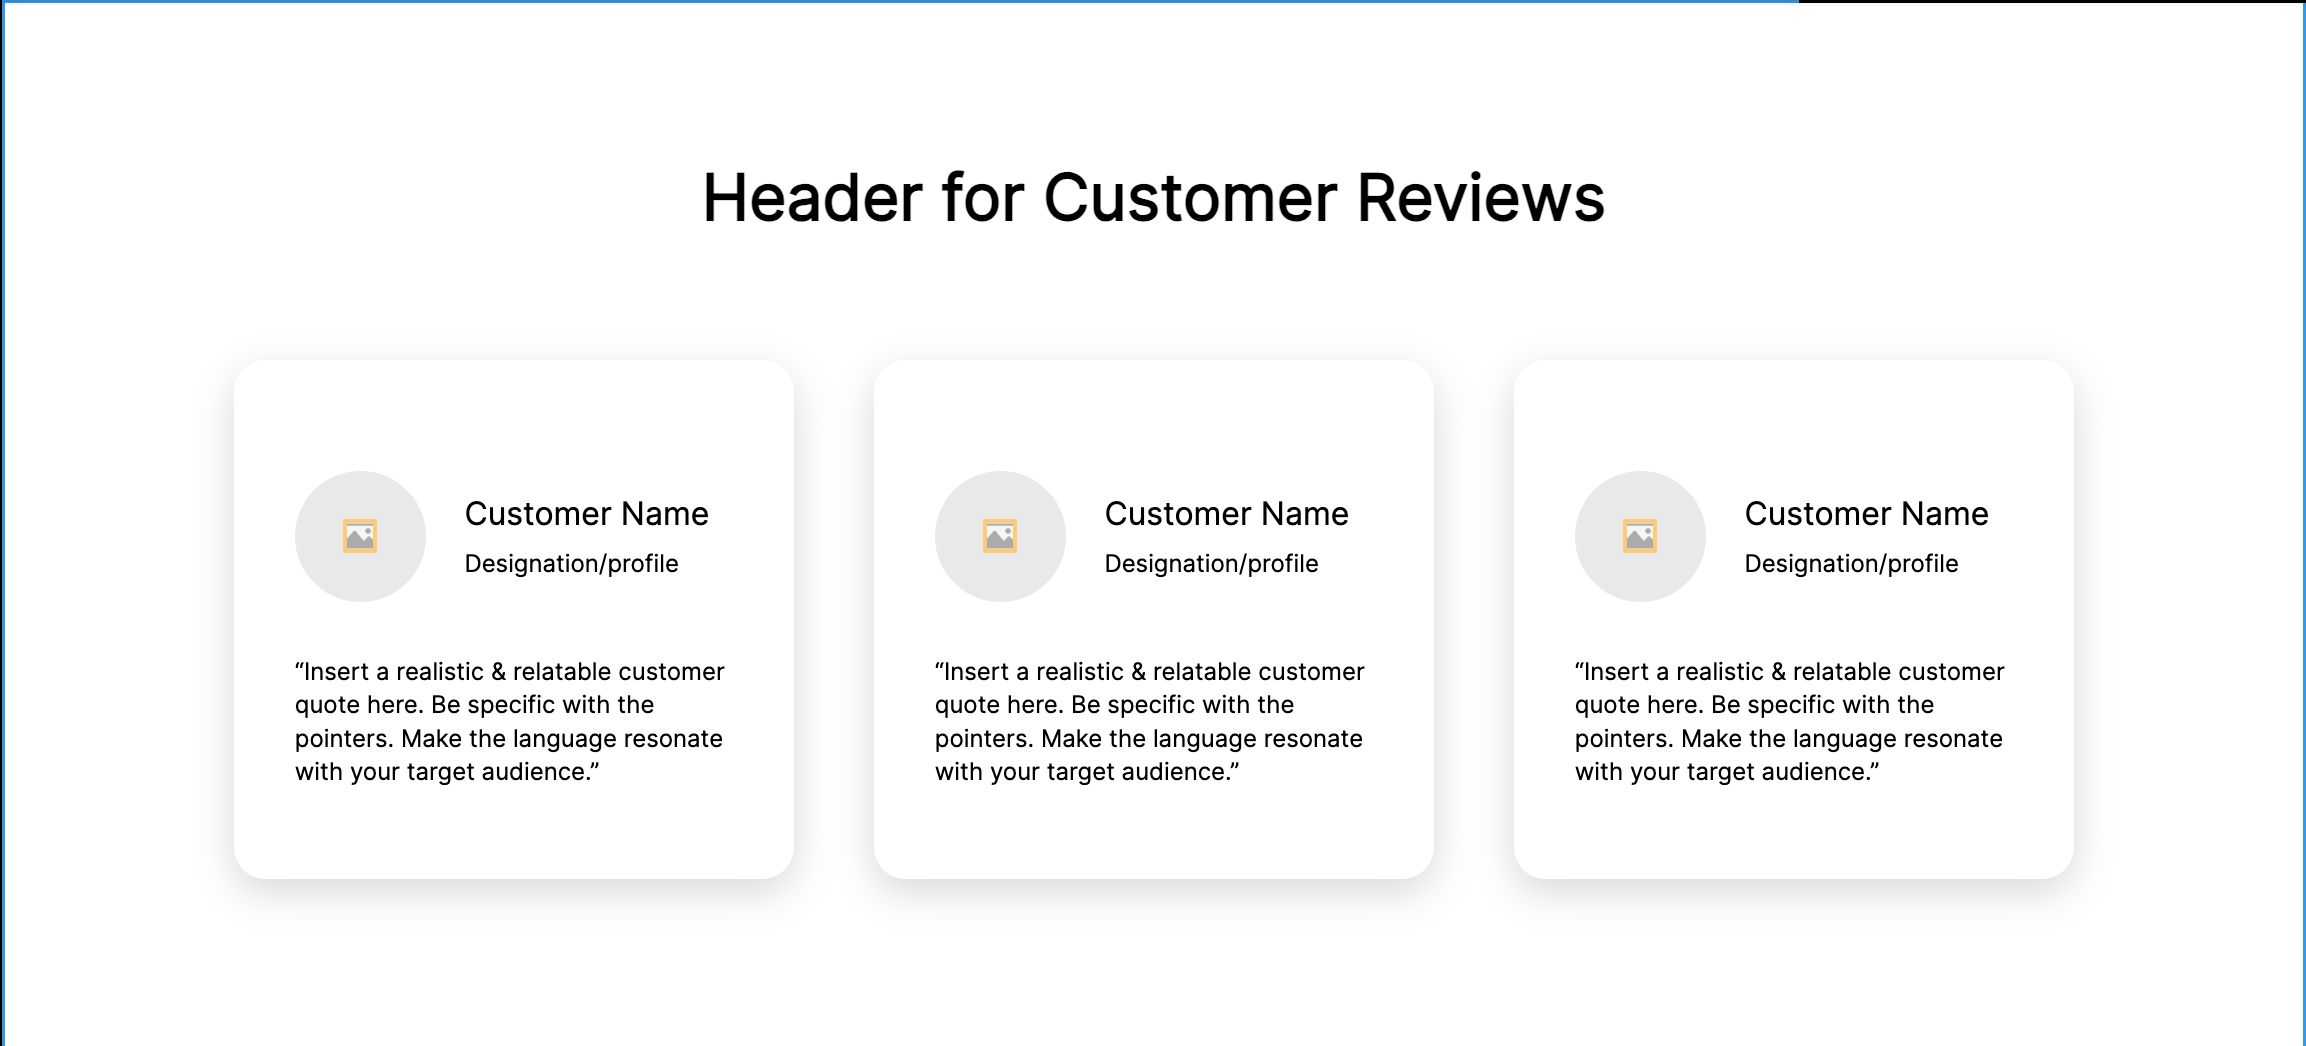 Header for Customer Reviews
Customer Name
Designation/profile
“Insert a realistic & relatable customer
quote here. Be specific with the
pointers. Make the language resonate
with your target audience.”
Customer Name
Designation/profile
“Insert a realistic & relatable customer
quote here. Be specific with the
pointers. Make the language resonate
with your target audience.”
Customer Name
Designation/profile
“Insert a realistic & relatable customer
quote here. Be specific with the
pointers. Make the language resonate
with your target audience.”